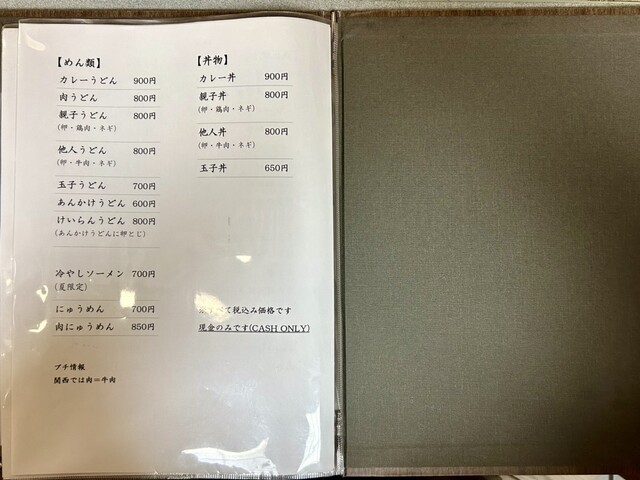 【めん類】
カレーうどん 900円
肉うどん 800円
親子うどん 800円
(卵・鶏肉・ネギ)
他人うどん 800円
(卵・牛肉・ネギ)
玉子うどん 700円
あんかけうどん 600円
けいらんうどん 800円
(あんかけうどんに卵とじ)
冷やしソーメン 700円
(夏限定)
にゅうめん 700円
肉にゅうめん 850円
プチ情報
関西では肉=牛肉
【丼物】
カレー丼 900円
親子丼 800円
(卵・鶏肉・ネギ)
他人丼 800円
(卵・牛肉・ネギ)
玉子丼 650円
て税込み価格です
現金のみです(CASH ONLY)